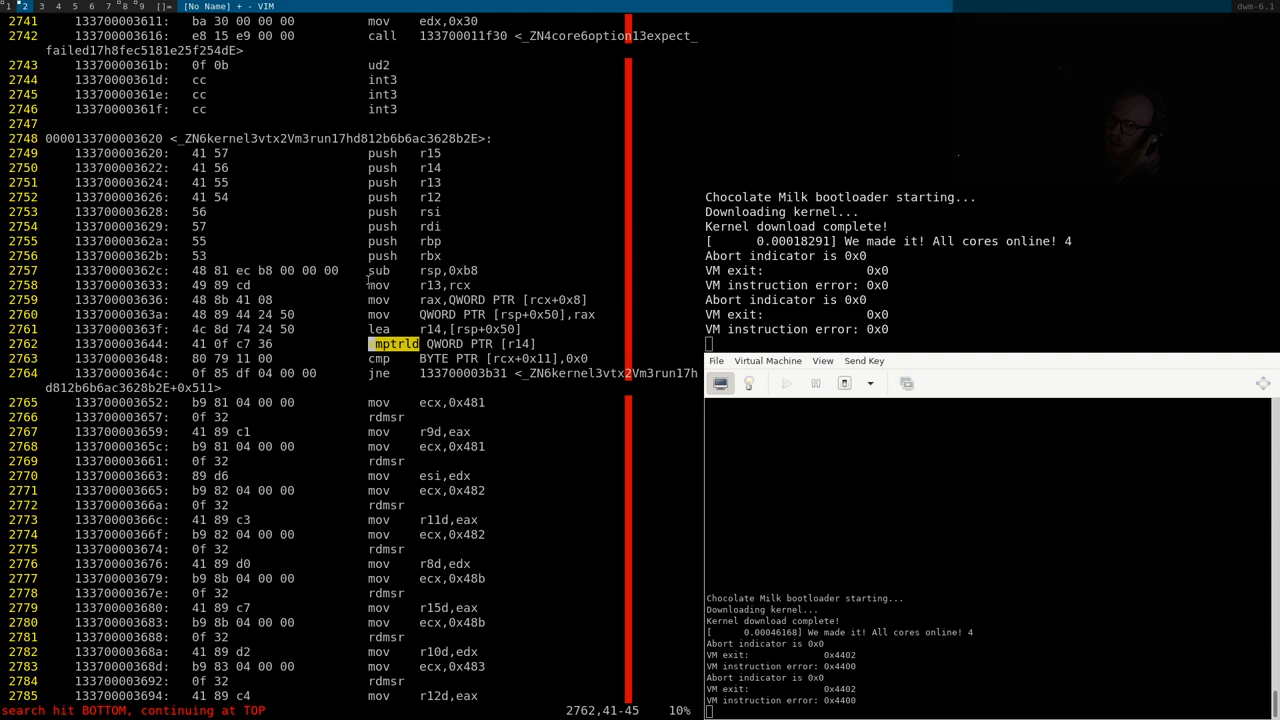 1 2 3 4 5 6 7 8 9 []= [No Name] + - VIM dwm-6.1
2741 133700003611: ba 30 00 00 00 mov edx,0x30
2742 133700003616: e8 15 e9 00 00 call 133700011f30 <_ZN4core6option13expect_
failed17h8fec5181e25f254dE>
2743 13370000361b: 0f 0b ud2
2744 13370000361d: cc int3
2745 13370000361e: cc int3
2746 13370000361f: cc int3
2747
2748 0000133700003620 <_ZN6kernel3vtx2Vm3run17hd812b6b6ac3628b2E>:
2749 133700003620: 41 57 push r15
2750 133700003622: 41 56 push r14
2751 133700003624: 41 55 push r13
2752 133700003626: 41 54 push r12
2753 133700003628: 56 push rsi
2754 133700003629: 57 push rdi
2755 13370000362a: 55 push rbp
2756 13370000362b: 53 push rbx
2757 13370000362c: 48 81 ec b8 00 00 00 sub rsp,0xb8
2758 133700003633: 49 89 cd mov r13,rcx
2759 133700003636: 48 8b 41 08 mov rax,QWORD PTR [rcx+0x8]
2760 13370000363a: 48 89 44 24 50 mov QWORD PTR [rsp+0x50],rax
2761 13370000363f: 4c 8d 74 24 50 lea r14,[rsp+0x50]
2762 133700003644: 41 0f c7 36 vmptrld QWORD PTR [r14]
2763 133700003648: 80 79 11 00 cmp BYTE PTR [rcx+0x11],0x0
2764 13370000364c: 0f 85 df 04 00 00 jne 133700003b31 <_ZN6kernel3vtx2Vm3run17h
d812b6b6ac3628b2E+0x511>
2765 133700003652: b9 81 04 00 00 mov ecx,0x481
2766 133700003657: 0f 32 rdmsr
2767 133700003659: 41 89 c1 mov r9d,eax
2768 13370000365c: b9 81 04 00 00 mov ecx,0x481
2769 133700003661: 0f 32 rdmsr
2770 133700003663: 89 d6 mov esi,edx
2771 133700003665: b9 82 04 00 00 mov ecx,0x482
2772 13370000366a: 0f 32 rdmsr
2773 13370000366c: 41 89 c3 mov r11d,eax
2774 13370000366f: b9 82 04 00 00 mov ecx,0x482
2775 133700003674: 0f 32 rdmsr
2776 133700003676: 41 89 d0 mov r8d,edx
2777 133700003679: b9 8b 04 00 00 mov ecx,0x48b
2778 13370000367e: 0f 32 rdmsr
2779 133700003680: 41 89 c7 mov r15d,eax
2780 133700003683: b9 8b 04 00 00 mov ecx,0x48b
2781 133700003688: 0f 32 rdmsr
2782 13370000368a: 41 89 d2 mov r10d,edx
2783 13370000368d: b9 83 04 00 00 mov ecx,0x483
2784 133700003692: 0f 32 rdmsr
2785 133700003694: 41 89 c4 mov r12d,eax
search hit BOTTOM, continuing at TOP 2762,41-45 10%
Chocolate Milk bootloader starting...
Downloading kernel...
Kernel download complete!
[ 0.00018291] We made it! All cores online! 4
Abort indicator is 0x0
VM exit: 0x0
VM instruction error: 0x0
Abort indicator is 0x0
VM exit: 0x0
VM instruction error: 0x0
File Virtual Machine View Send Key
Chocolate Milk bootloader starting...
Downloading kernel...
Kernel download complete!
[ 0.00046168] We made it! All cores online! 4
Abort indicator is 0x0
VM exit: 0x4402
VM instruction error: 0x4400
Abort indicator is 0x0
VM exit: 0x4402
VM instruction error: 0x4400